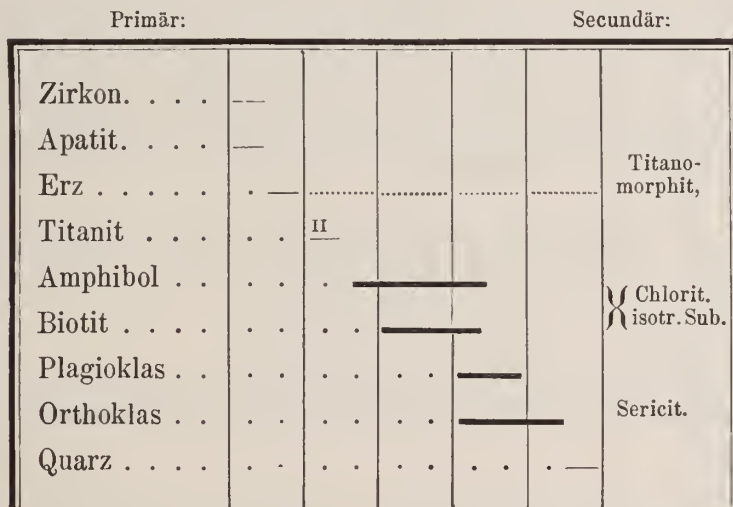 Primär: Secundär:
Zirkon. . . . .
Apatit. . . . .
Erz . . . . . .
Titanit . . . . . II
Amphibol . . . . .
Biotit . . . . . . . .
Plagioklas . . . . . . . .
Orthoklas . . . . . . . .
Quarz . . . . . . . . . . . .
Titano-
morphit,
Chlorit.
isotr. Sub.
Sericit.